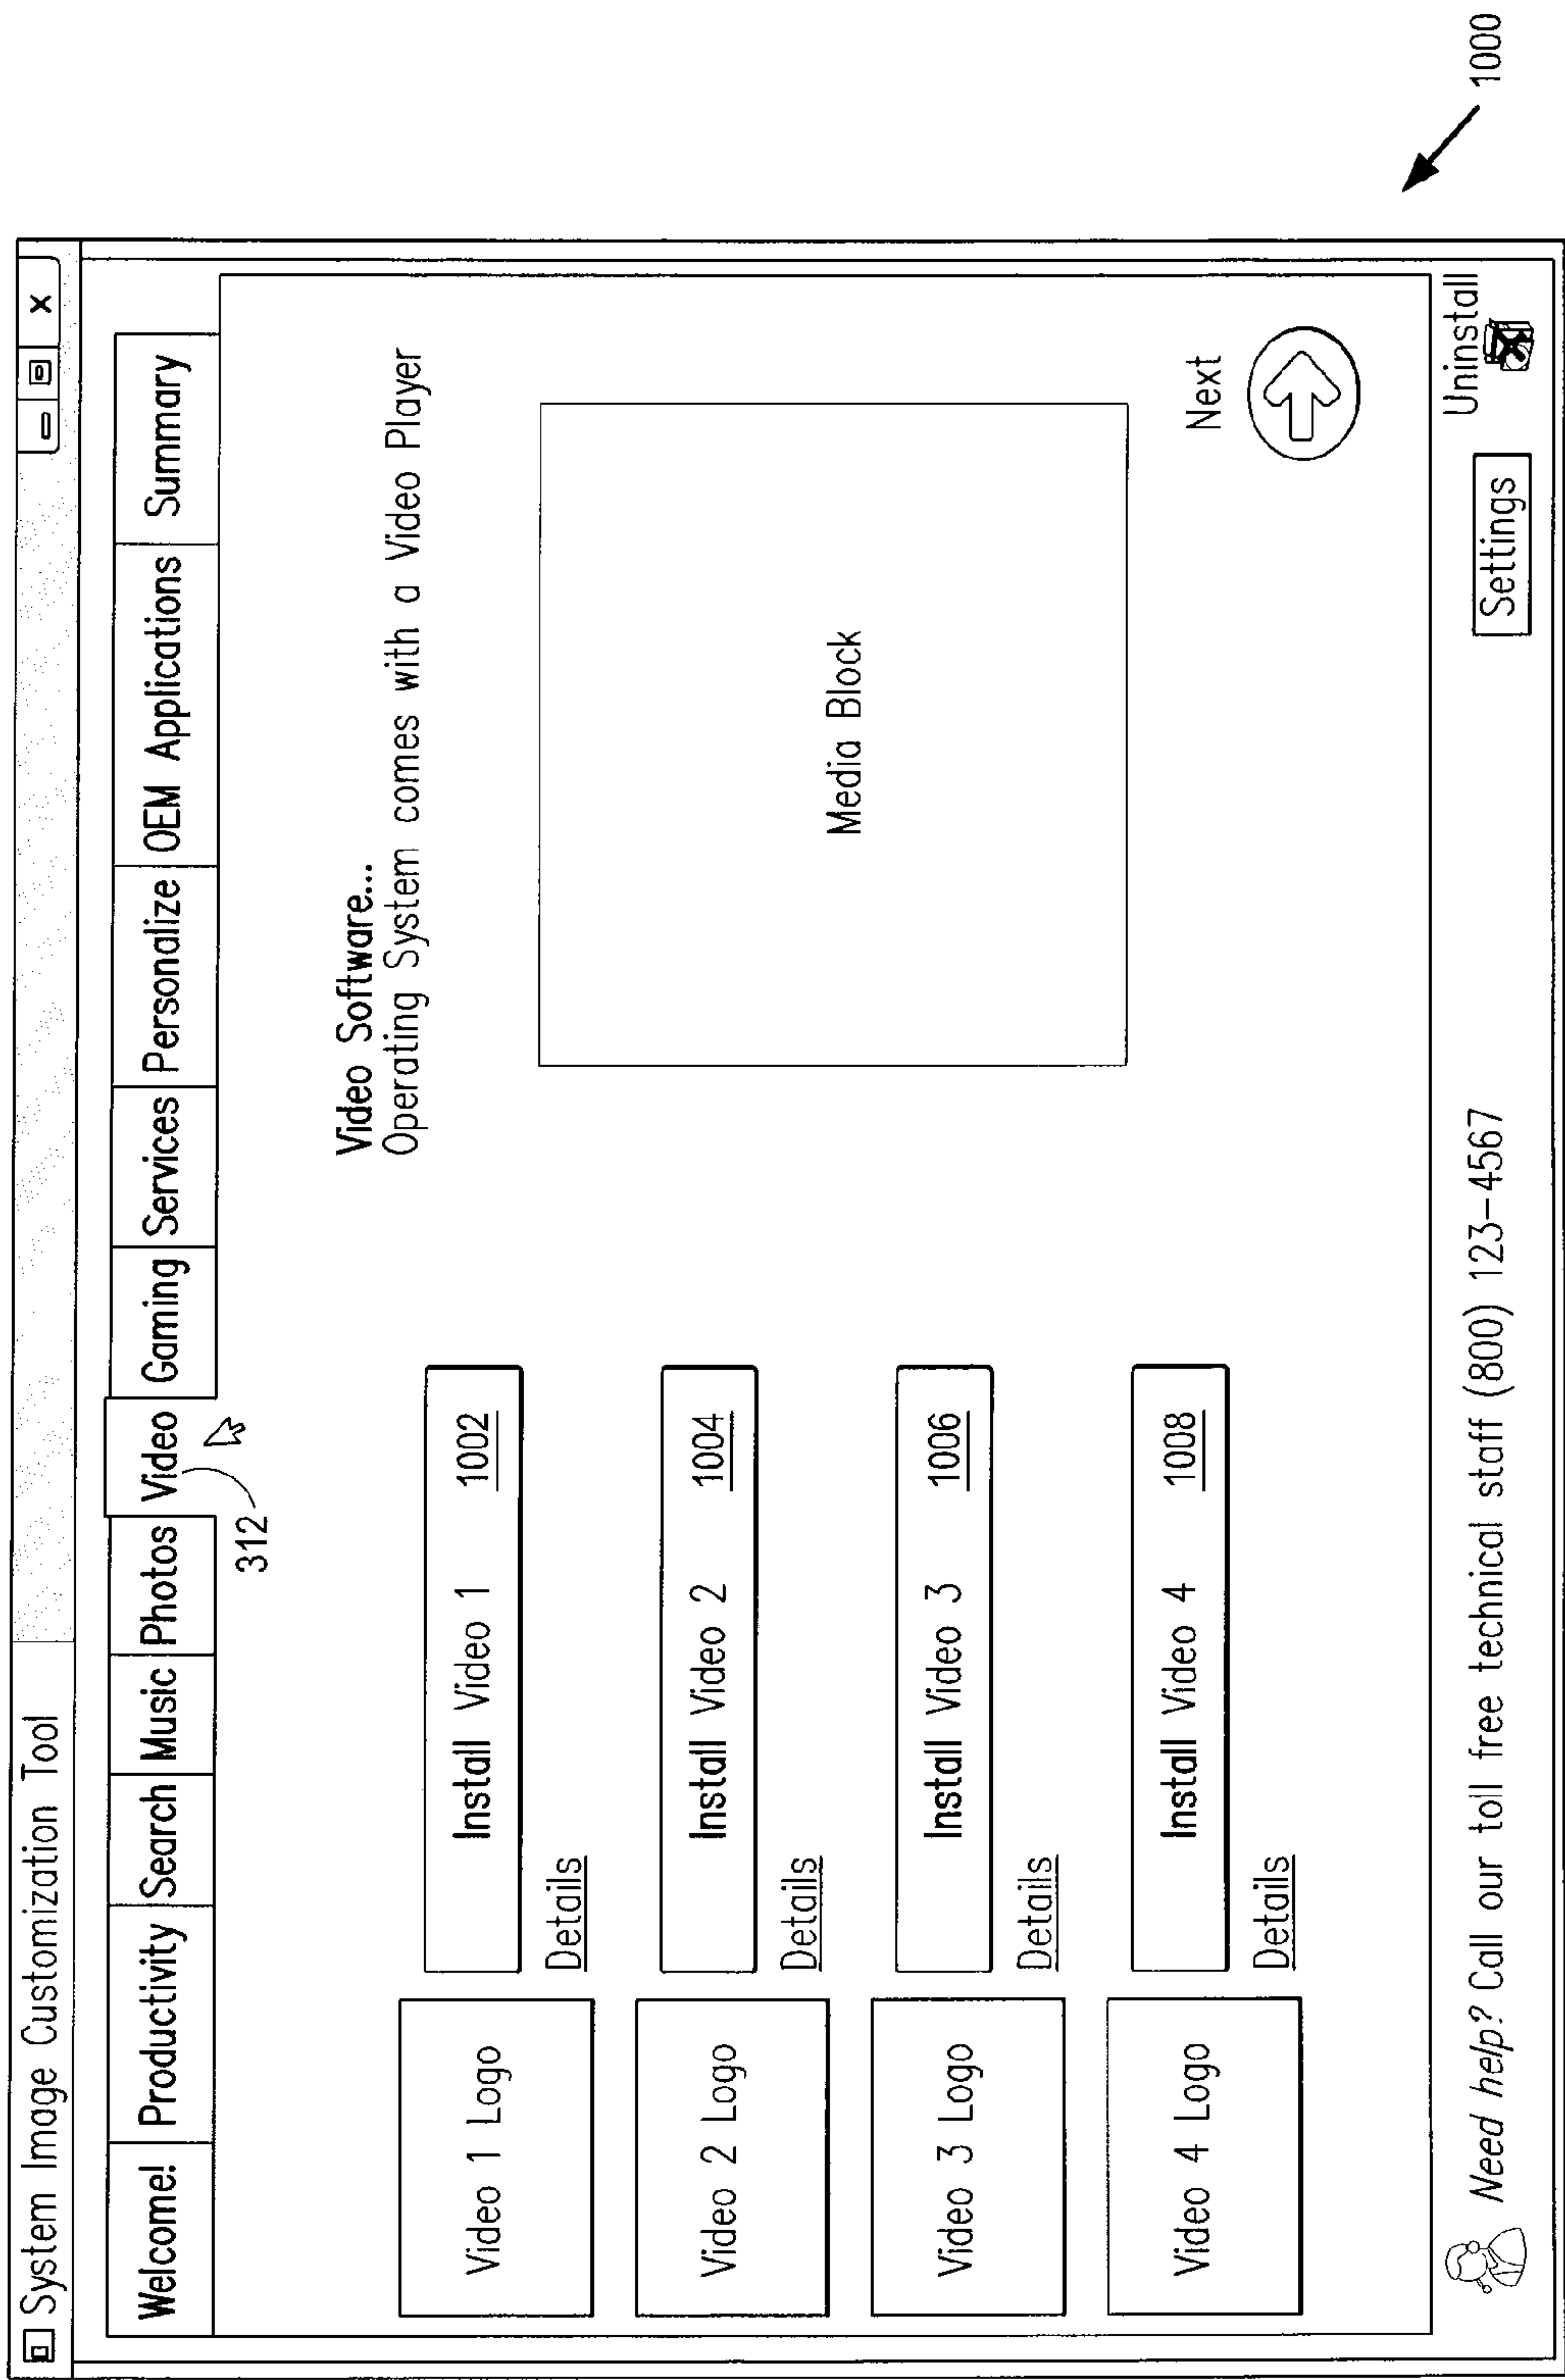 System Image Customization Tool
Welcome! Productivity Search Music Photos Video Gaming Services Personalize OEM Applications Summary
312
Video Software...
Operating System comes with a Video Player
Video 1 Logo
Install Video 1 1002
Details
Video 2 Logo
Install Video 2 1004
Details
Video 3 Logo
Install Video 3 1006
Details
Video 4 Logo
Install Video 4 1008
Details
Media Block
Next
Need help? Call our toll free technical staff (800) 123-4567
Settings
Uninstall
1000